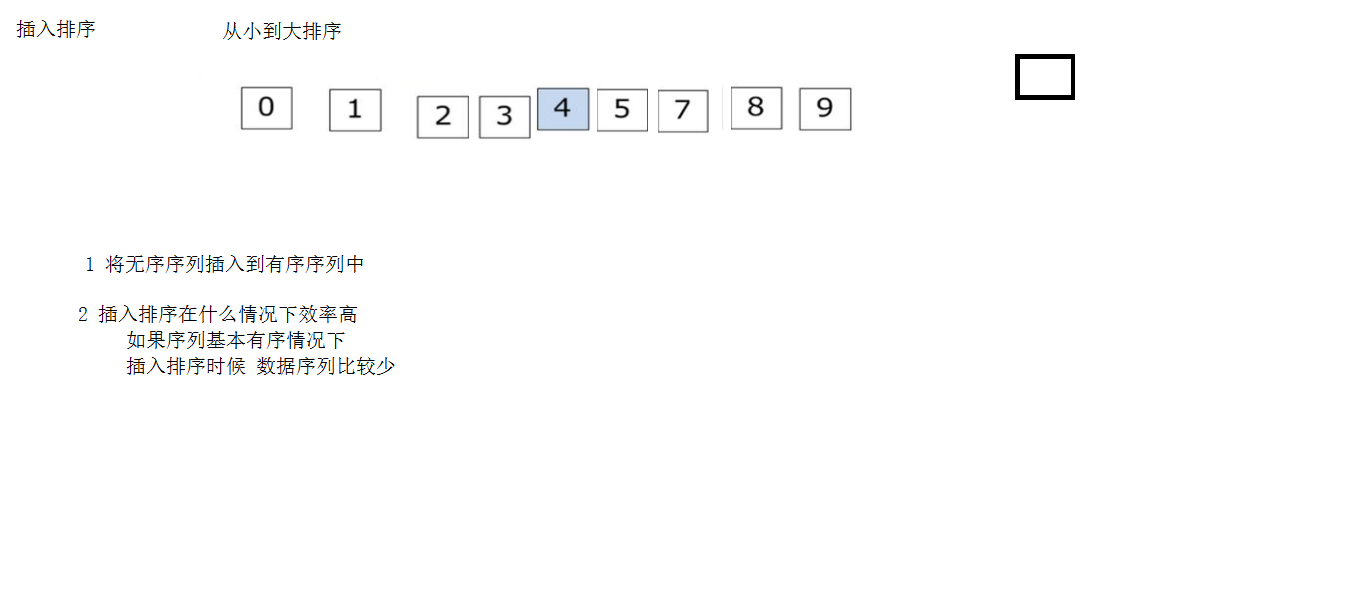 插入排序 从小到大排序
0 1 2 3 4 5 7 8 9
1 将无序序列插入到有序序列中
2 插入排序在什么情况下效率高
如果序列基本有序情况下
插入排序时候 数据序列比较少